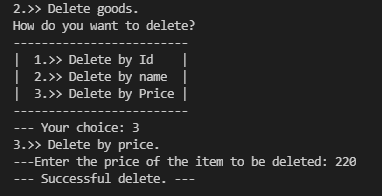 2.>> Delete goods.
How do you want to delete?
-------------------------
|  1.>> Delete by Id    |
|  2.>> Delete by name  |
|  3.>> Delete by Price |
-------------------------
--- Your choice: 3
3.>> Delete by price.
---Enter the price of the item to be deleted: 220
--- Successful delete. ---